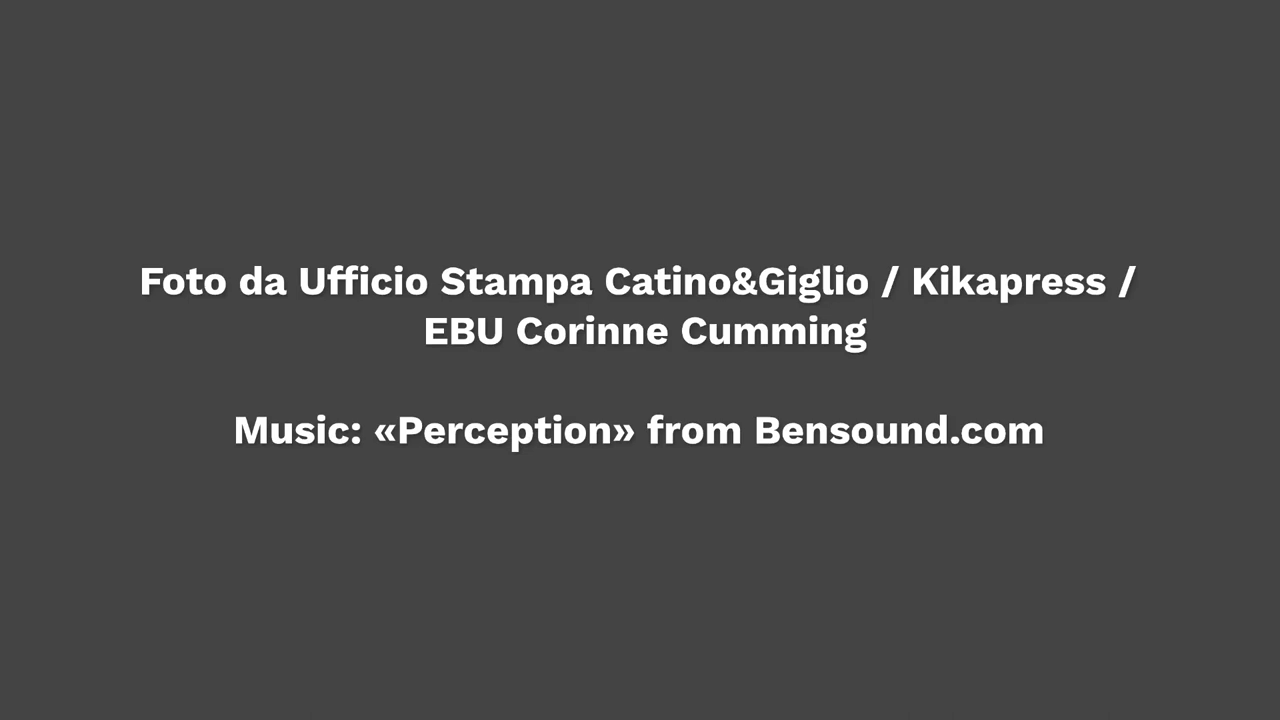 Foto da Ufficio Stampa Catino&Giglio / Kikapress /
EBU Corinne Cumming
Music: «Perception» from Bensound.com